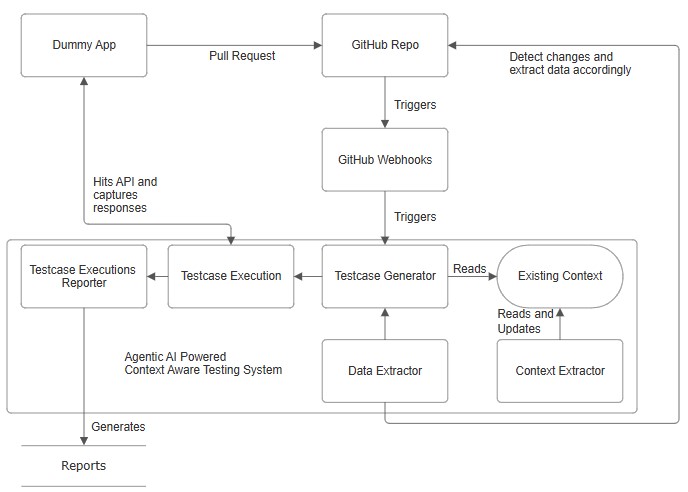 Dummy App
Pull Request
GitHub Repo
Detect changes and
extract data accordingly
Triggers
GitHub Webhooks
Hits API and
captures
responses
Triggers
Testcase Executions
Reporter
Testcase Execution
Testcase Generator
Reads
Existing Context
Reads and
Updates
Agentic AI Powered
Context Aware Testing System
Data Extractor
Context Extractor
Generates
Reports